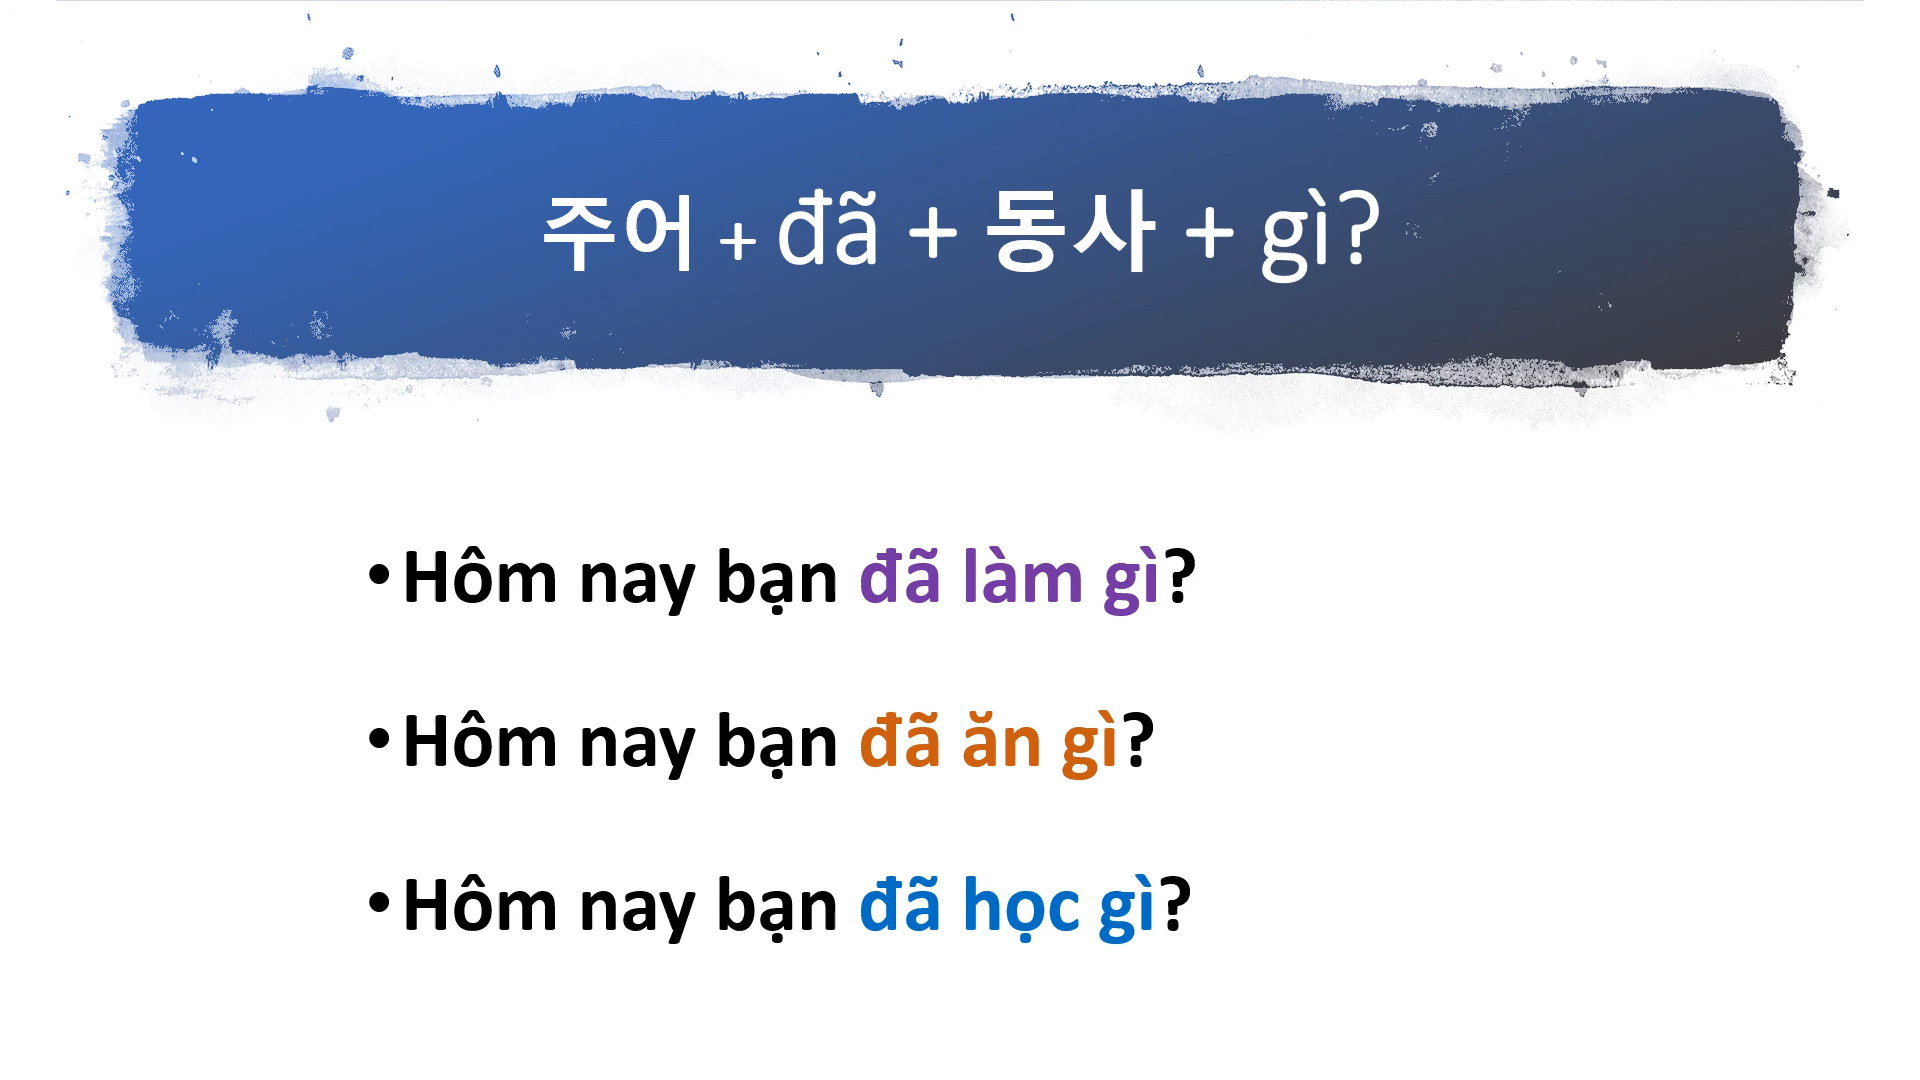 주어 + đã + 동사 + gì?
•Hôm nay bạn đã làm gì?
•Hôm nay bạn đã ăn gì?
•Hôm nay bạn đã học gì?